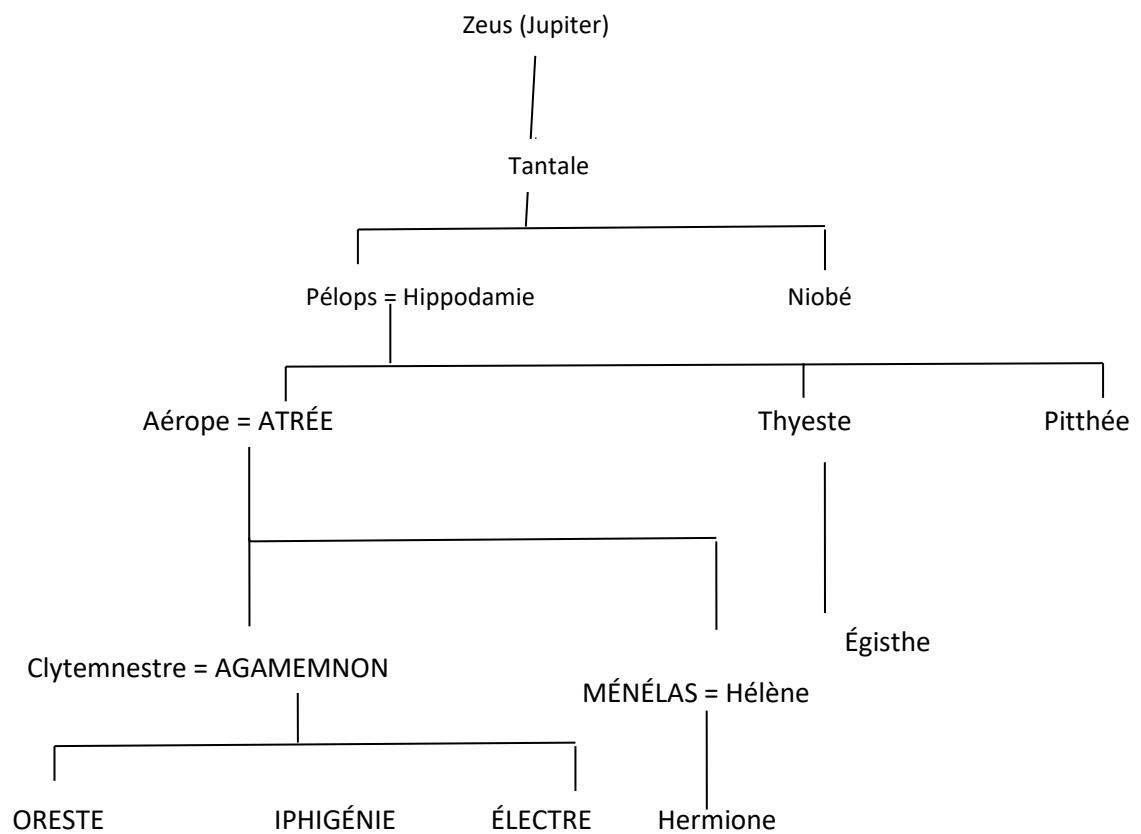 Zeus (Jupiter)
Tantale
Pélops = Hippodamie Niobé
Aérope = ATRÉE Thyeste Pitthée
Égisthe
Clytemnestre = AGAMEMNON
MÉNÉLAS = Hélène
ORESTE IPHIGÉNIE ÉLECTRE Hermione